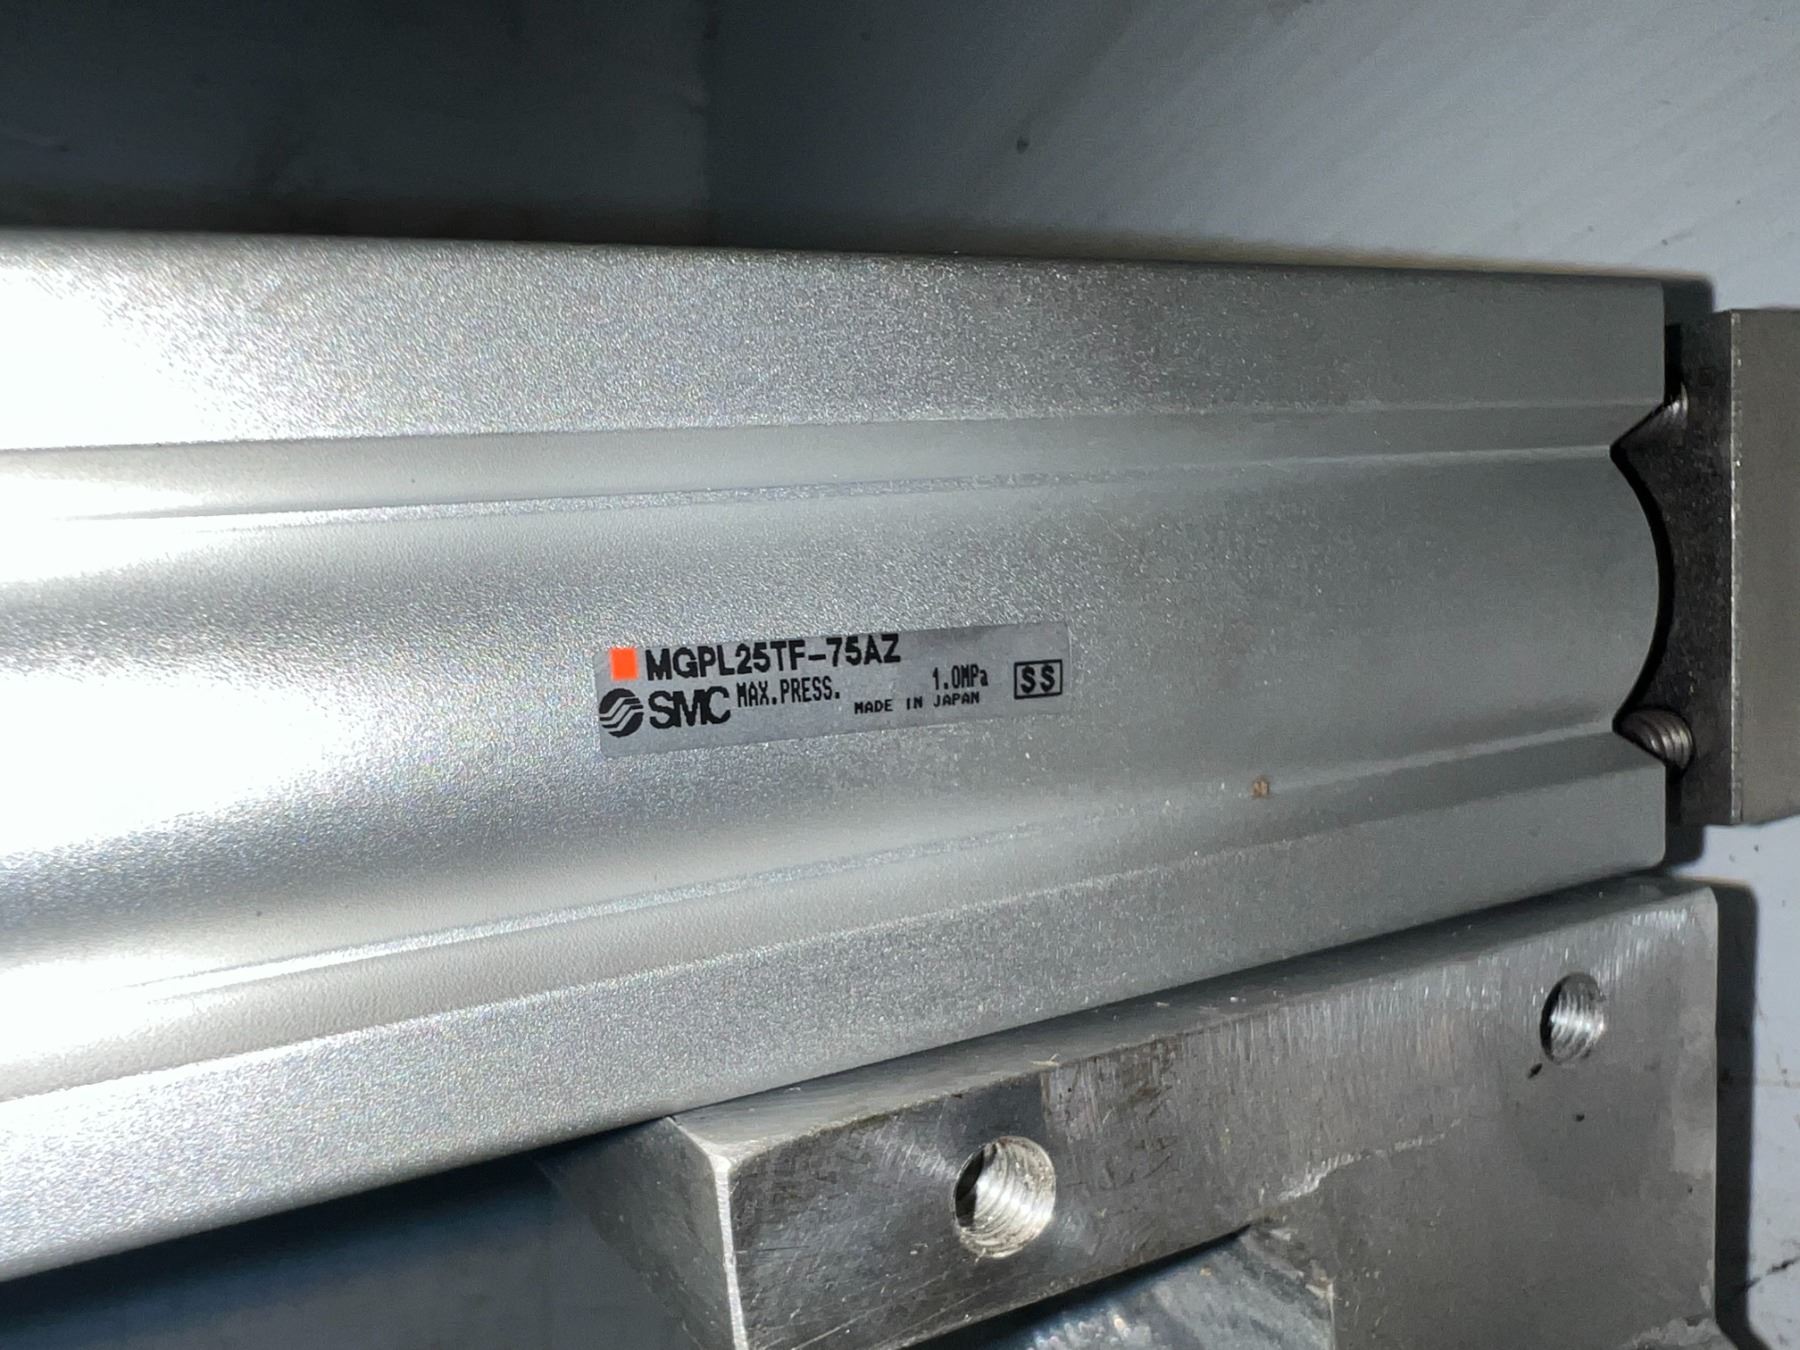 MGPL25TF-75AZ
SMC MAX.PRESS. 1.0MPa SS
MADE IN JAPAN